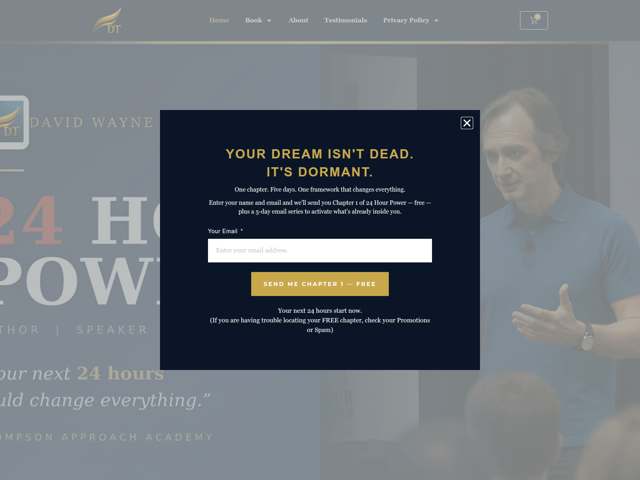 Home Book About Testimonials Privacy Policy
DT
DT
DAVID WAYNE
24 HO
POW
THOR | SPEAKER
our next 24 hours
uld change everything.”
OMPSON APPROACH ACADEMY
YOUR DREAM ISN'T DEAD.
IT'S DORMANT.
One chapter. Five days. One framework that changes everything.
Enter your name and email and we'll send you Chapter 1 of 24 Hour Power — free —
plus a 5-day email series to activate what's already inside you.
Your Email *
Enter your email address
SEND ME CHAPTER 1 — FREE
Your next 24 hours start now.
(If you are having trouble locating your FREE chapter, check your Promotions
or Spam)